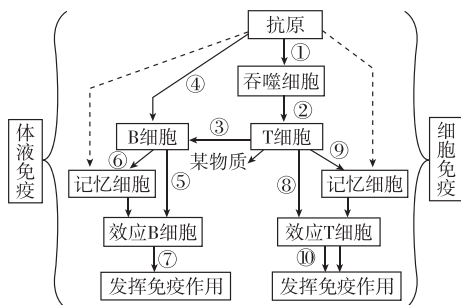 抗原
①
④
吞噬细胞
②
体液免疫
B细胞
③
T细胞
细胞免疫
⑥
某物质
⑨
记忆细胞
⑤
⑧
记忆细胞
效应B细胞
效应T细胞
⑦
⑩
发挥免疫作用
发挥免疫作用